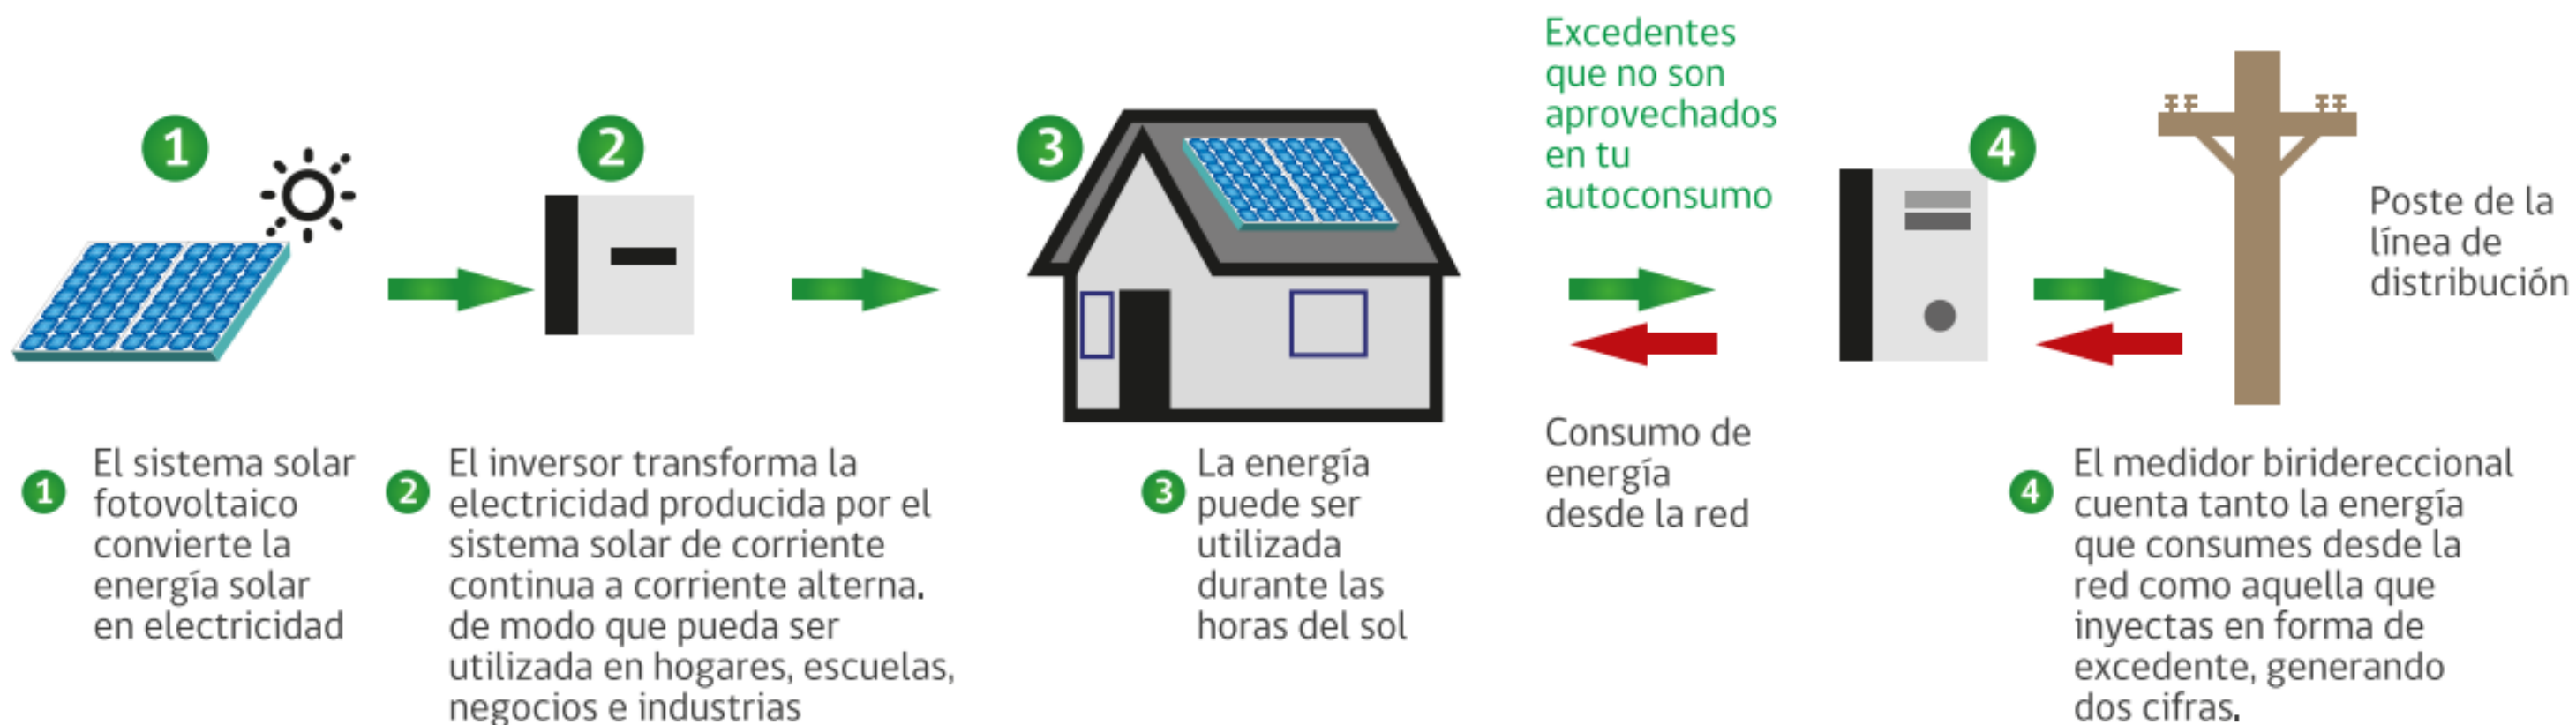 1
2
3
4
Excedentes
que no son
aprovechados
en tu
autoconsumo
Poste de la
línea de
distribución
Consumo de
energía
desde la red
1
El sistema solar
fotovoltaico
convierte la
energía solar
en electricidad
2
El inversor transforma la
electricidad producida por el
sistema solar de corriente
continua a corriente alterna.
de modo que pueda ser
utilizada en hogares, escuelas,
negocios e industrias
3
La energía
puede ser
utilizada
durante las
horas del sol
4
El medidor biridereccional
cuenta tanto la energía
que consumes desde la
red como aquella que
inyectas en forma de
excedente, generando
dos cifras.